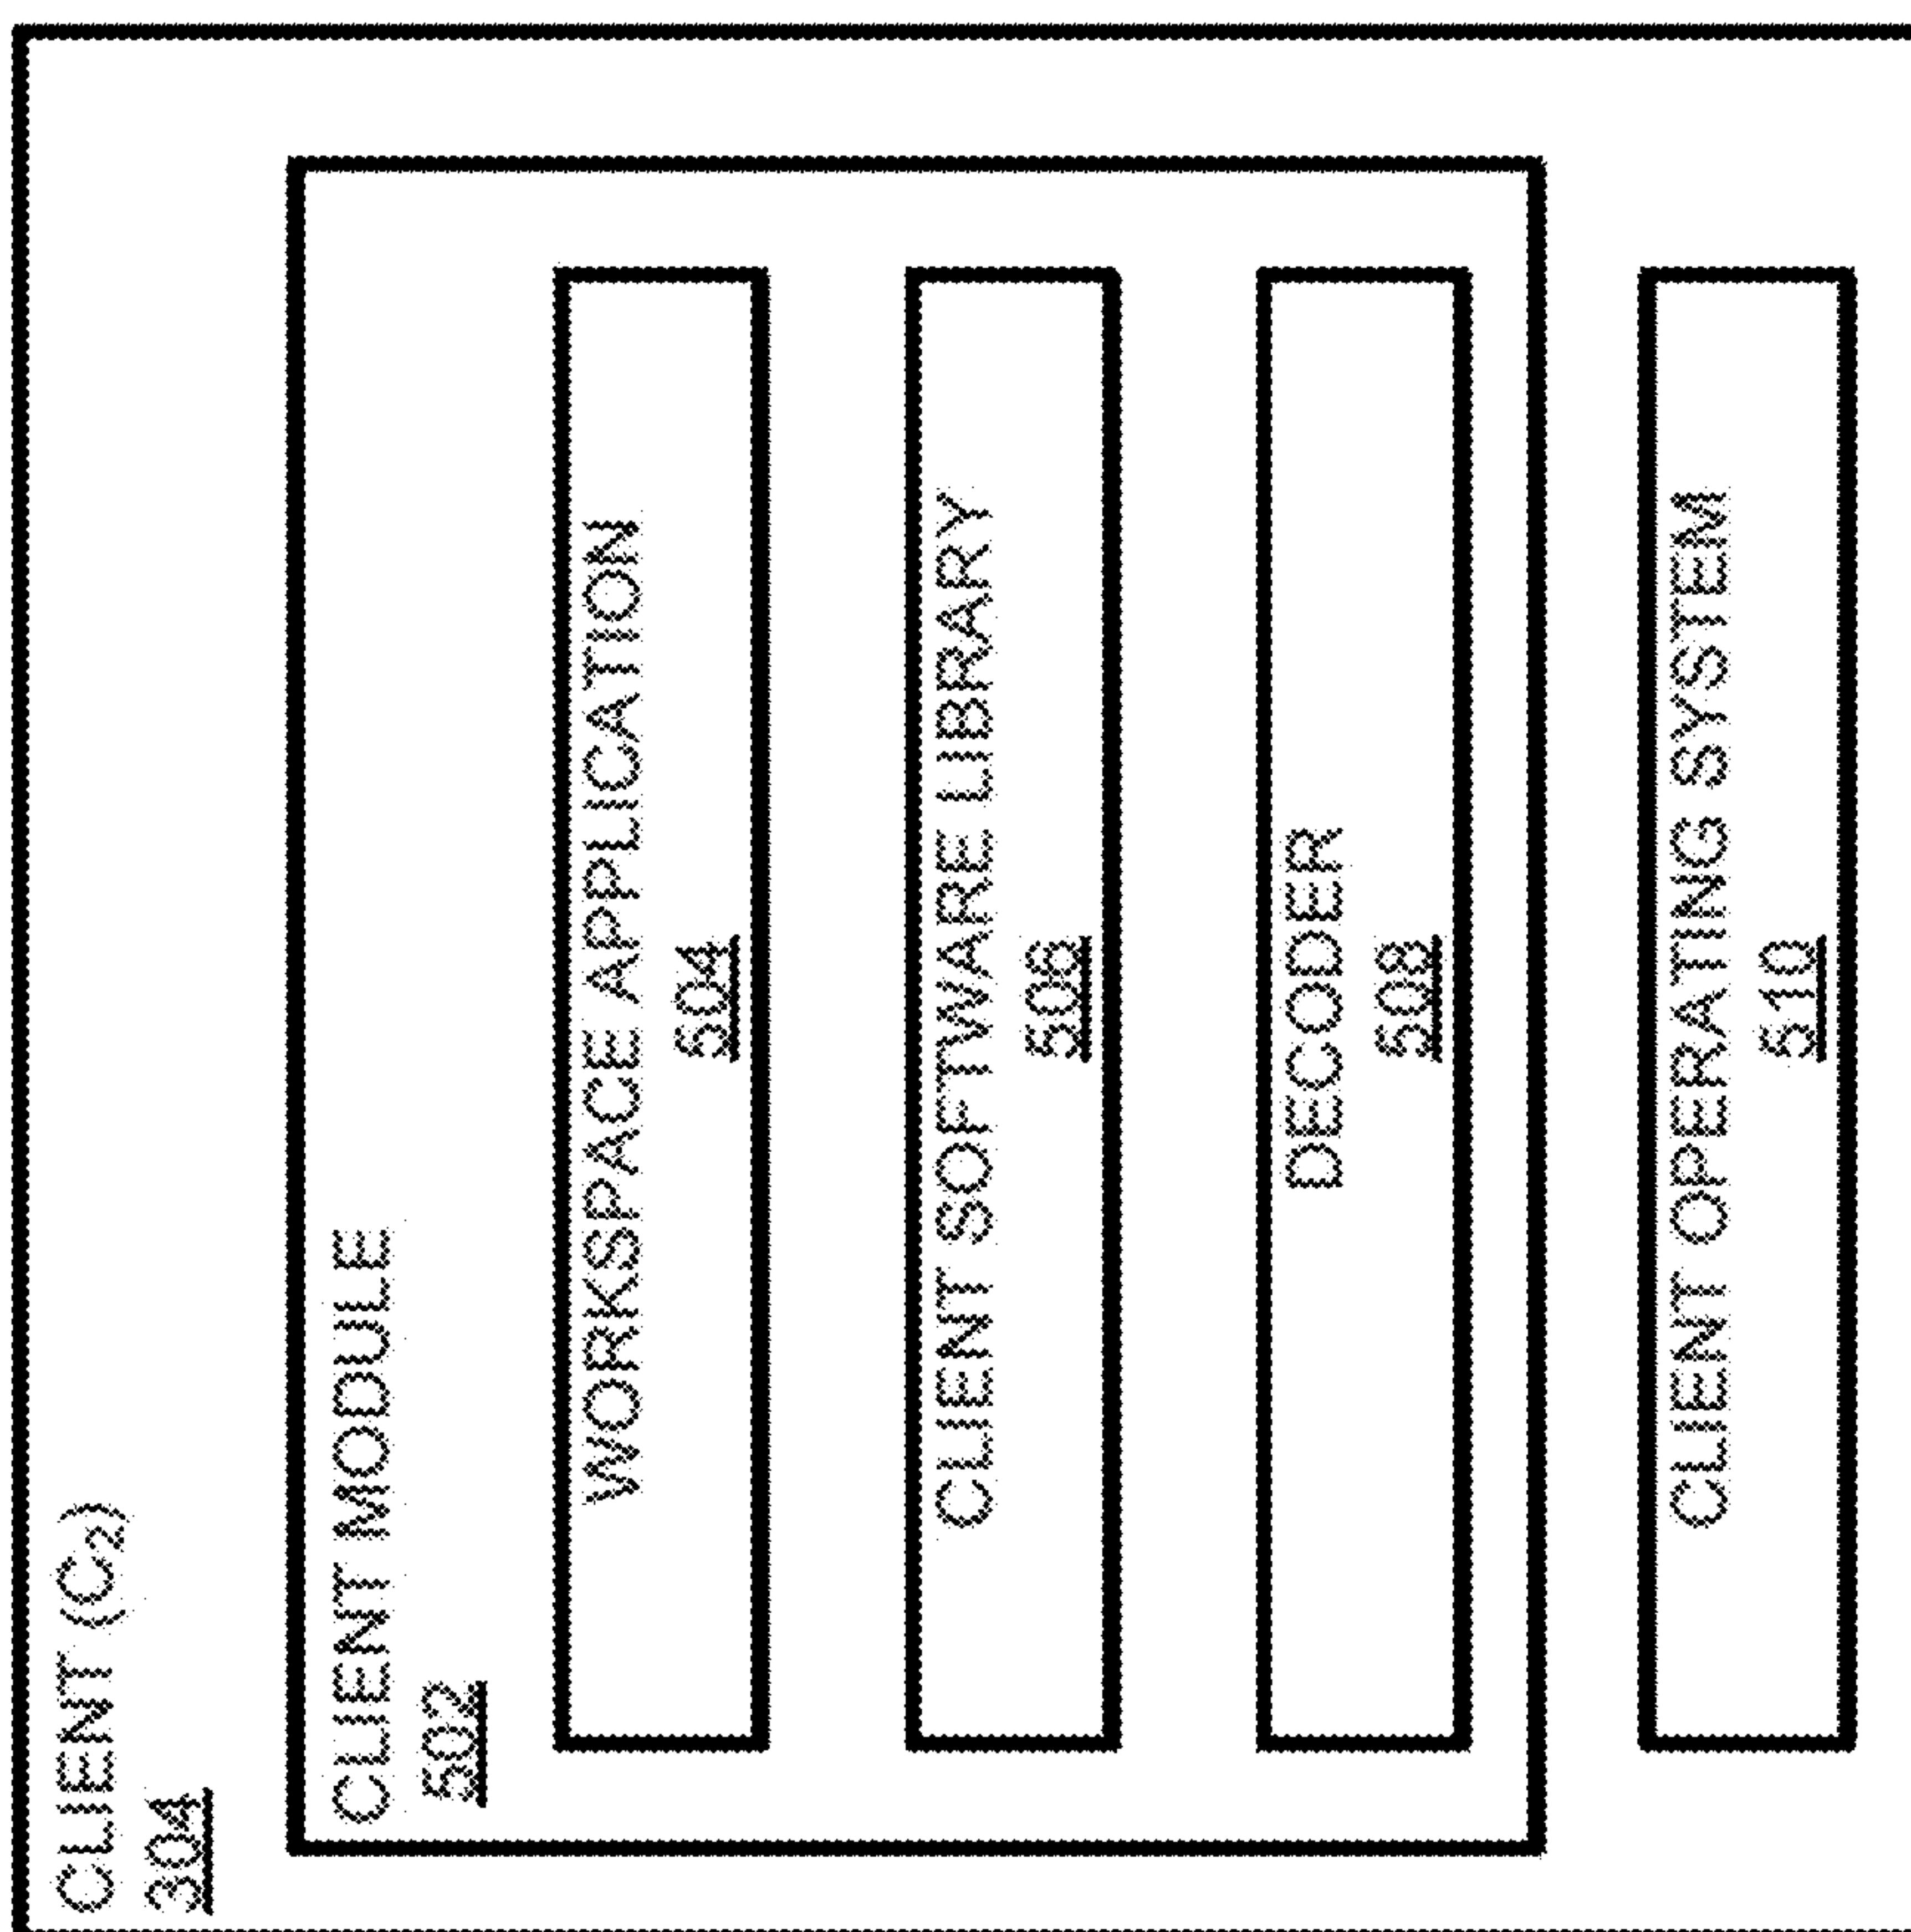 CLIENT (C₂)
304
CLIENT MODULE
502
WORKSPACE APPLICATION
504
CLIENT SOFTWARE LIBRARY
506
DECODER
508
CLIENT OPERATING SYSTEM
510